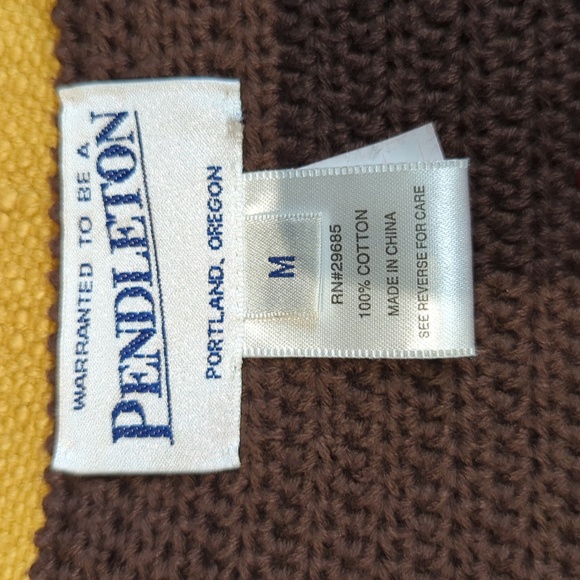 WARRANTED TO BE A
PENDLETON
PORTLAND, OREGON
M
RN#29685
100% COTTON
MADE IN CHINA
SEE REVERSE FOR CARE